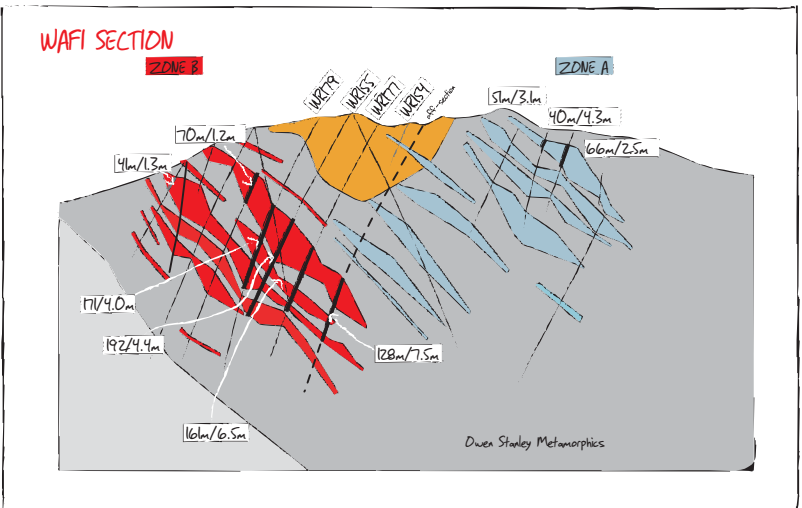 WAFI SECTION
ZONE B
ZONE A
WR179
WR155
WR177
WR154
off-section
51m/3.1m
40m/4.3m
66m/2.5m
70m/1.2m
41m/1.3m
171/4.0m
192/4.4m
128m/7.5m
161m/6.5m
Owen Stanley Metamorphics